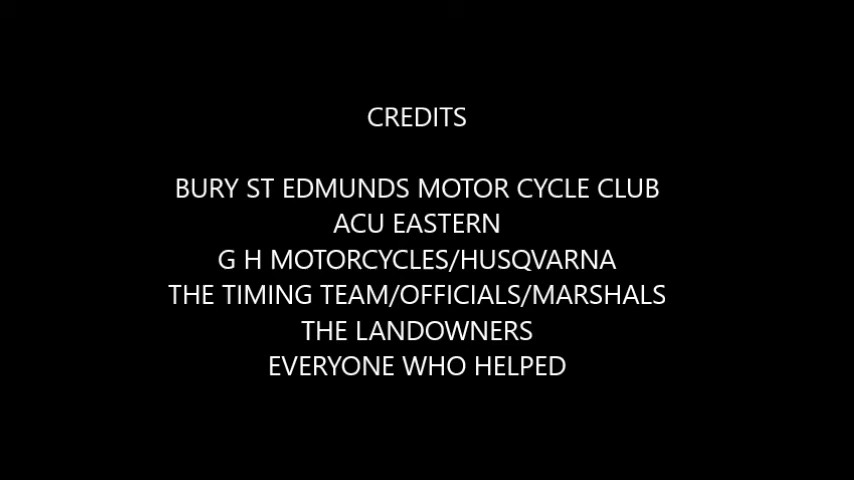 CREDITS
BURY ST EDMUNDS MOTOR CYCLE CLUB
ACU EASTERN
G H MOTORCYCLES/HUSQVARNA
THE TIMING TEAM/OFFICIALS/MARSHALS
THE LANDOWNERS
EVERYONE WHO HELPED